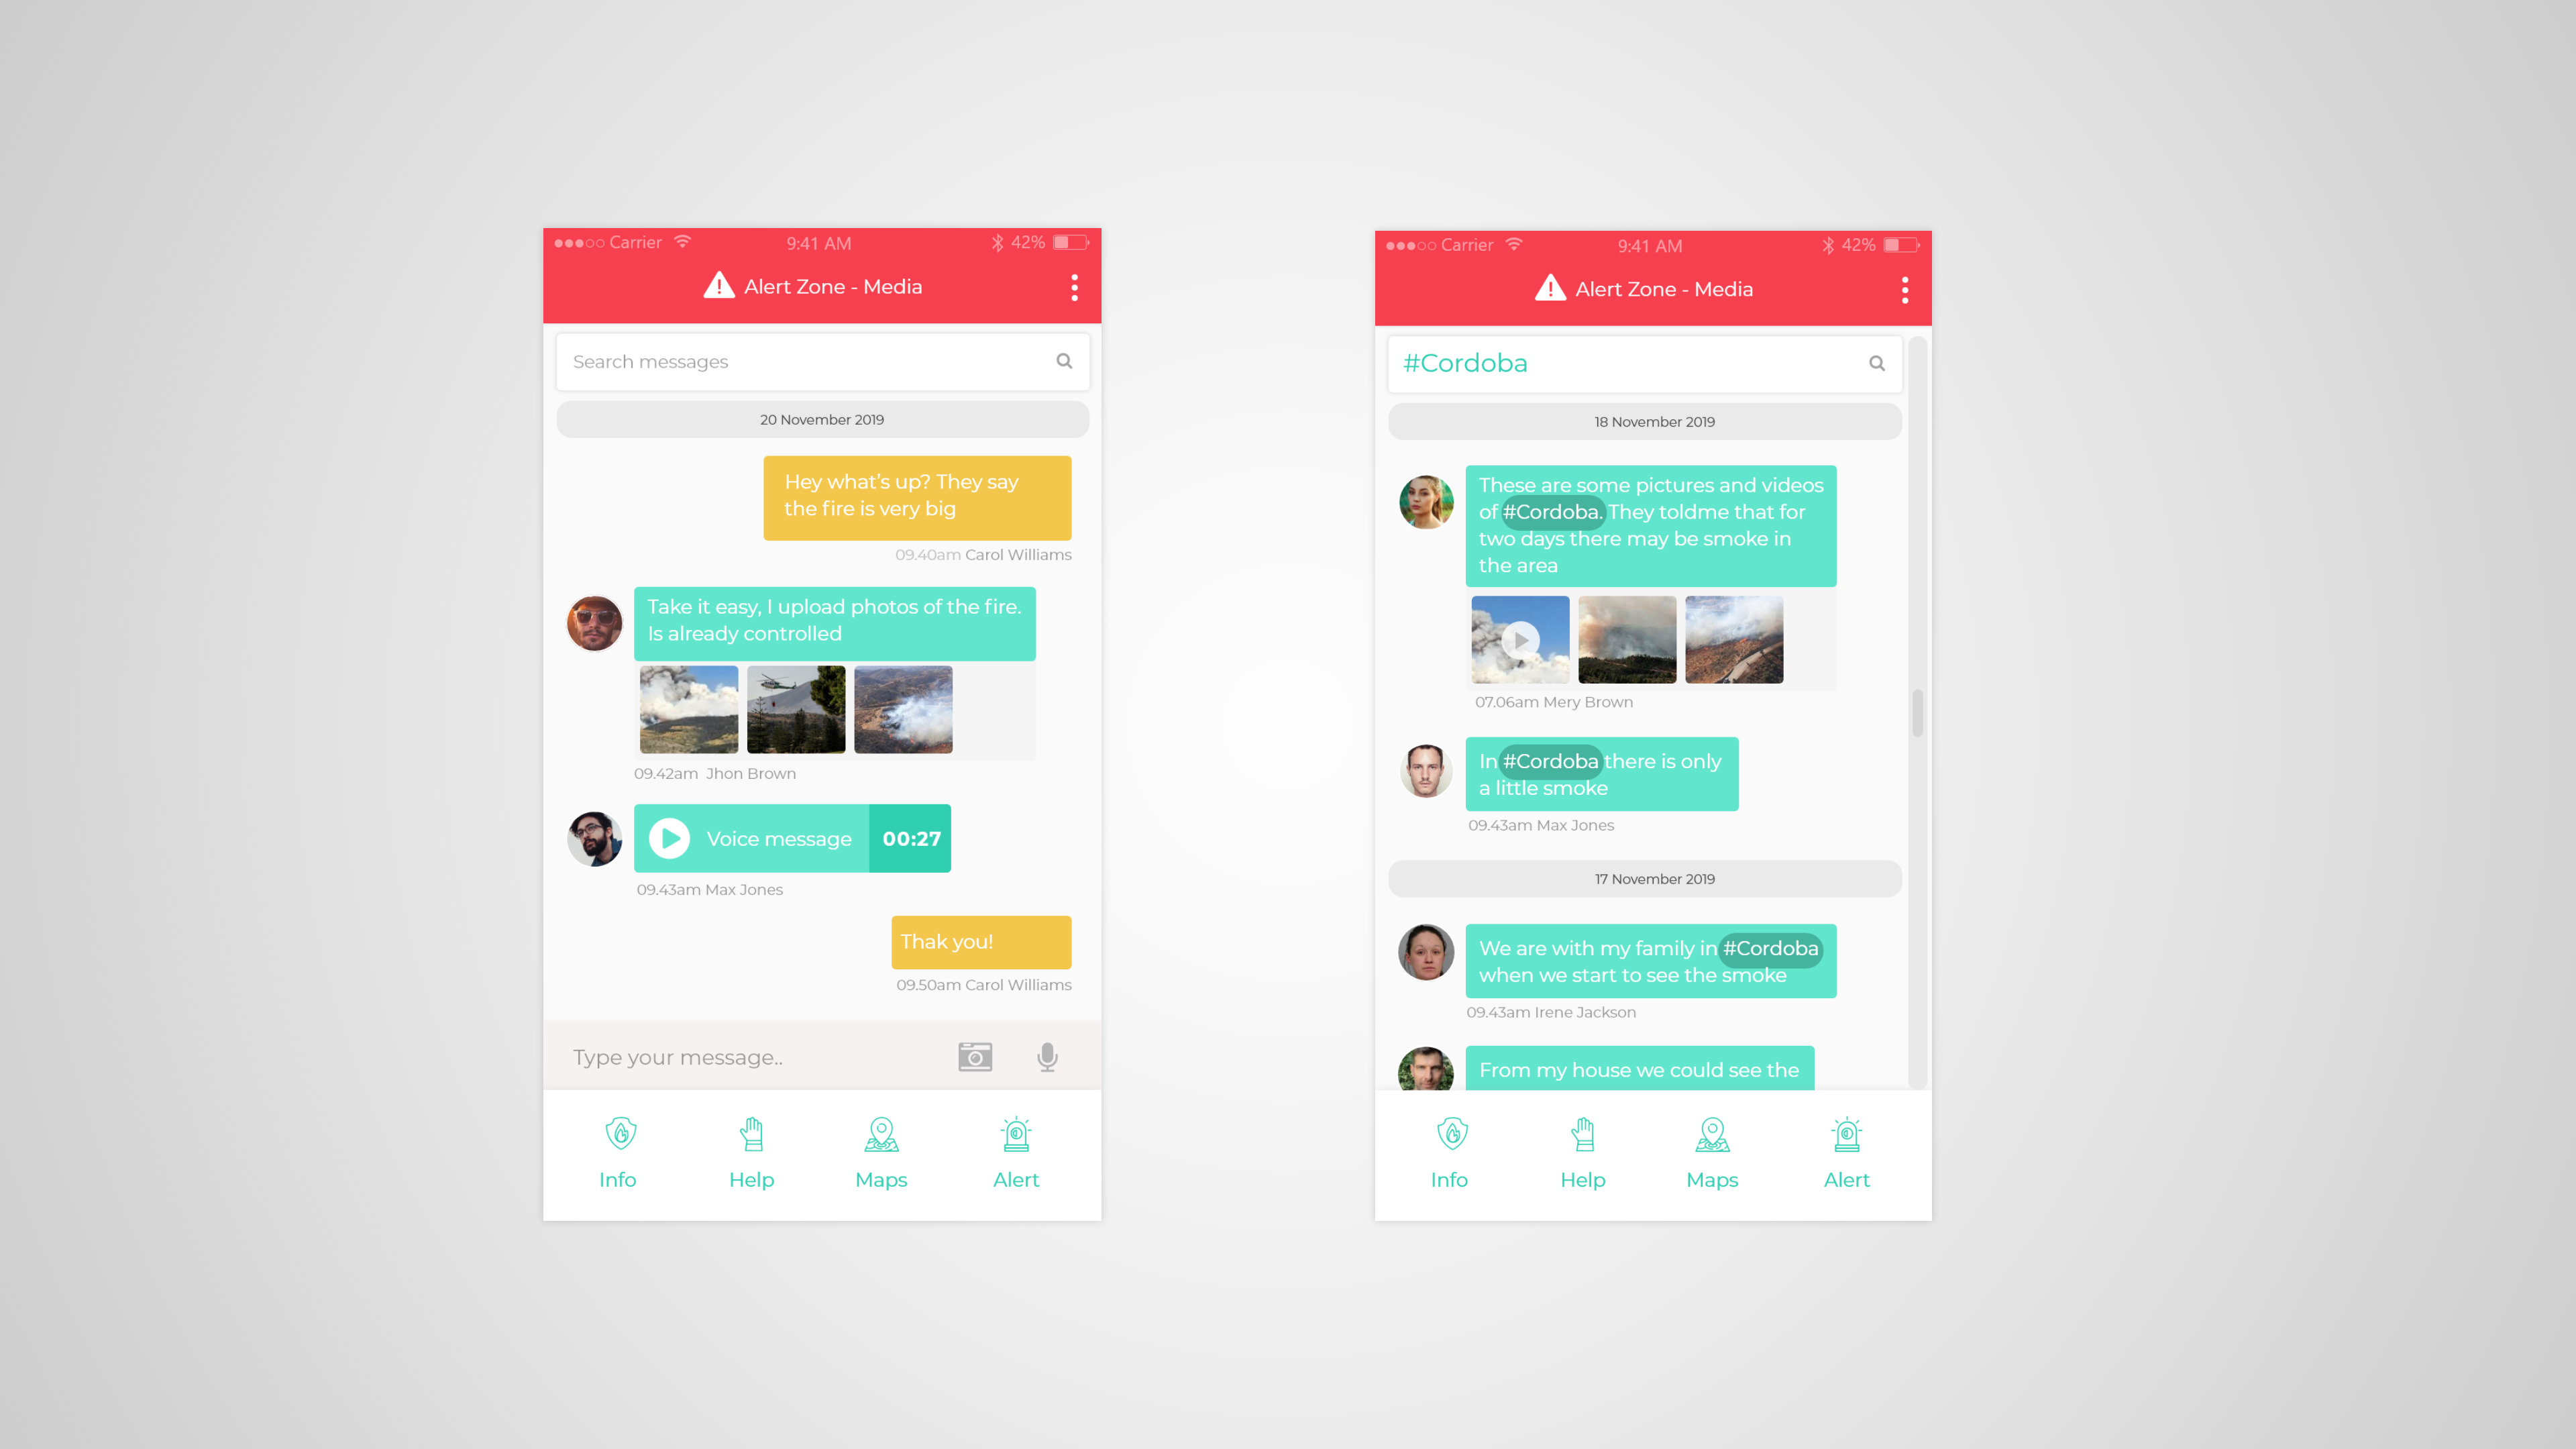 Carrier 9:41 AM 42%
Alert Zone - Media
Search messages
20 November 2019
Hey what's up? They say
the fire is very big
09.40am Carol Williams
Take it easy, I upload photos of the fire.
Is already controlled
09.42am Jhon Brown
Voice message 00:27
09.43am Max Jones
Thak you!
09.50am Carol Williams
Type your message..
Info Help Maps Alert
Carrier 9:41 AM 42%
Alert Zone - Media
#Cordoba
18 November 2019
These are some pictures and videos
of #Cordoba. They toldme that for
two days there may be smoke in
the area
07.06am Mery Brown
In #Cordoba there is only
a little smoke
09.43am Max Jones
17 November 2019
We are with my family in #Cordoba
when we start to see the smoke
09.43am Irene Jackson
From my house we could see the
Info Help Maps Alert